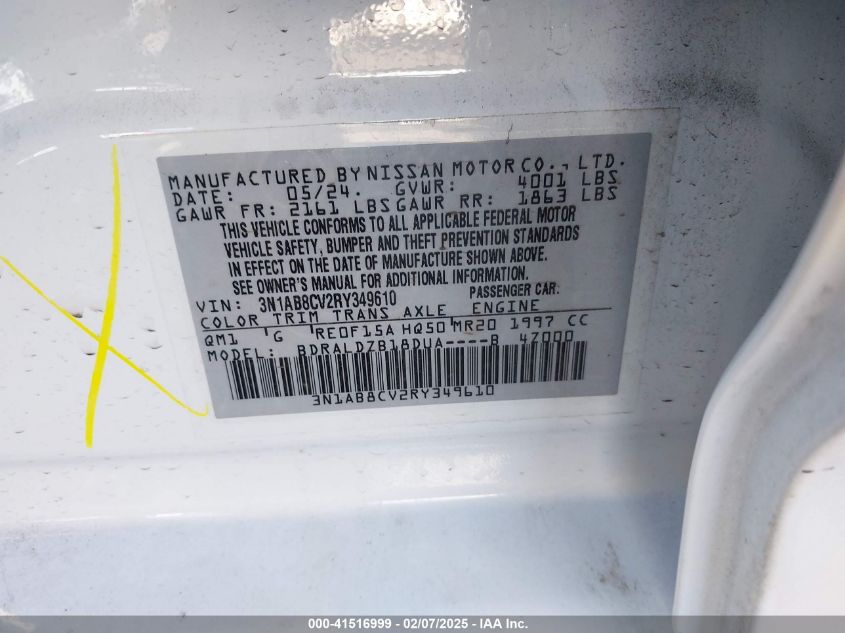 MANUFACTURED BY NISSAN MOTOR CO., LTD.
DATE: 05/24. GVWR: 4001 LBS
GAWR FR: 2161 LBS GAWR RR: 1863 LBS
THIS VEHICLE CONFORMS TO ALL APPLICABLE FEDERAL MOTOR
VEHICLE SAFETY, BUMPER AND THEFT PREVENTION STANDARDS
IN EFFECT ON THE DATE OF MANUFACTURE SHOWN ABOVE.
SEE OWNER'S MANUAL FOR ADDITIONAL INFORMATION.
VIN: 3N1AB8CV2RY349610 PASSENGER CAR.
COLOR TRIM TRANS AXLE ENGINE
QM1 G RE0F15A HQ50 MR20 1997 CC
MODEL: BDRALDZB18DUA----B 47000
3N1AB8CV2RY349610
000-41516999 - 02/07/2025 - IAA Inc.